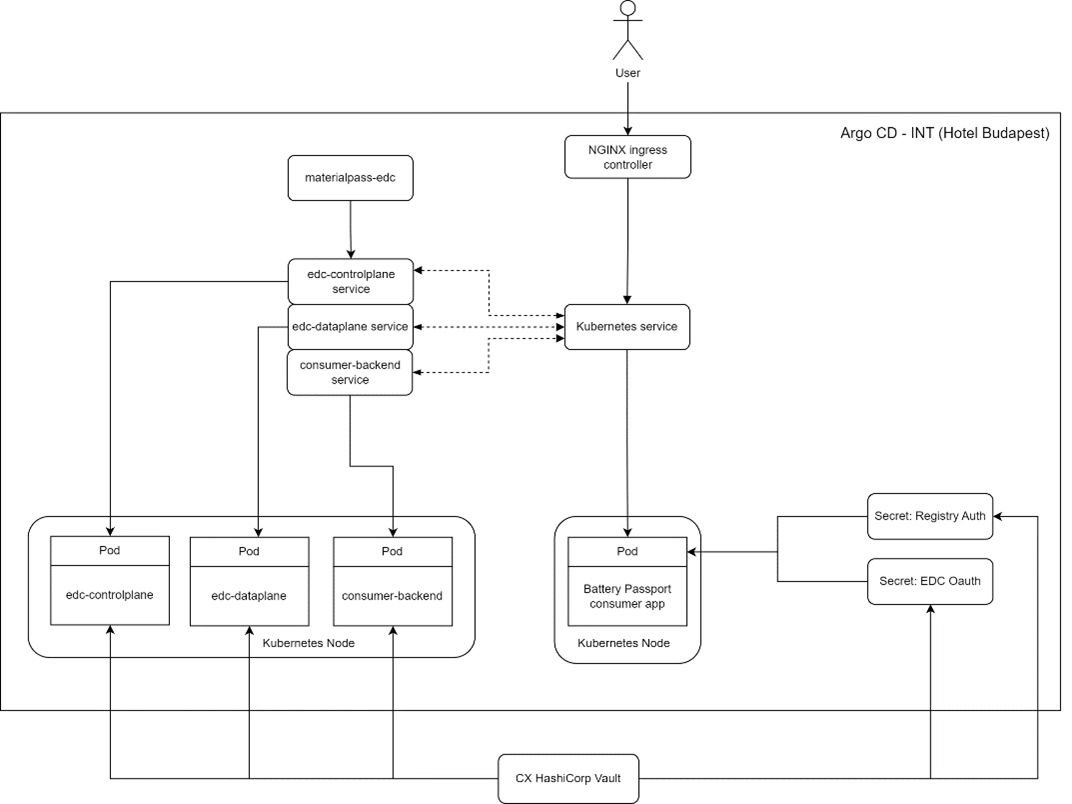 User
Argo CD - INT (Hotel Budapest)
NGINX ingress
controller
materialpass-edc
edc-controlplane
service
edc-dataplane service
Kubernetes service
consumer-backend
service
Secret: Registry Auth
Pod
edc-controlplane
Pod
edc-dataplane
Pod
consumer-backend
Kubernetes Node
Pod
Battery Passport
consumer app
Kubernetes Node
Secret: EDC Oauth
CX HashiCorp Vault